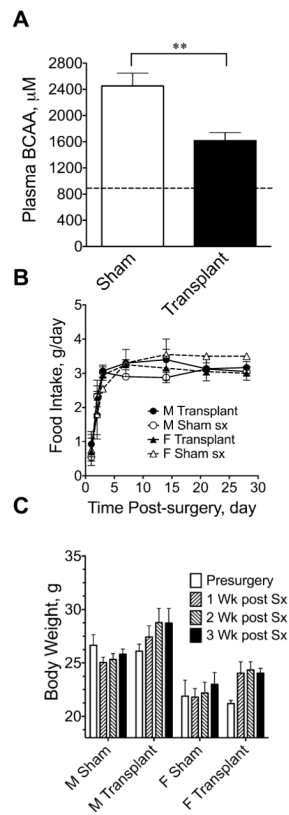 A
**
Plasma BCAA, µM
2800
2400
2000
1600
1200
800
400
0
Sham
Transplant
B
Food Intake, g/day
5
4
3
2
1
0
M Transplant
M Sham sx
F Transplant
F Sham sx
0 5 10 15 20 25 30
Time Post-surgery, day
C
Body Weight, g
35
30
25
20
Presurgery
1 Wk post Sx
2 Wk post Sx
3 Wk post Sx
M Sham
M Transplant
F Sham
F Transplant